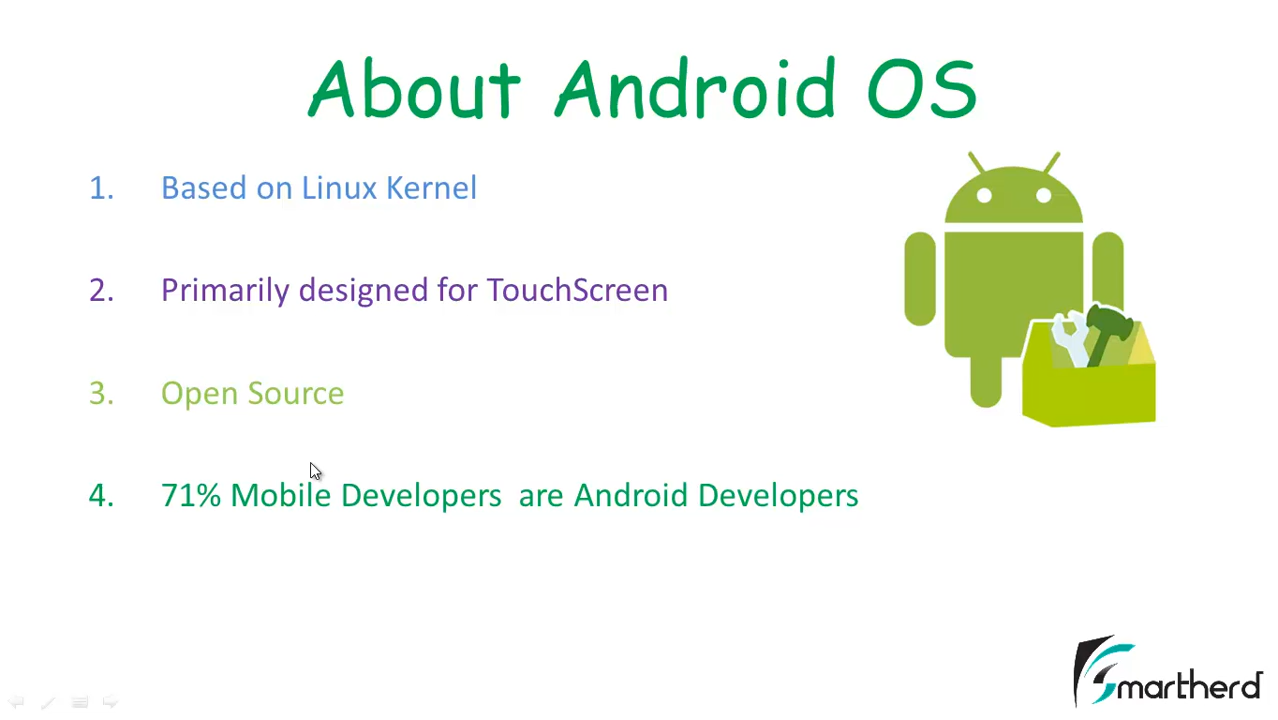 About Android OS
1. Based on Linux Kernel
2. Primarily designed for TouchScreen
3. Open Source
4. 71% Mobile Developers  are Android Developers
Smartherd